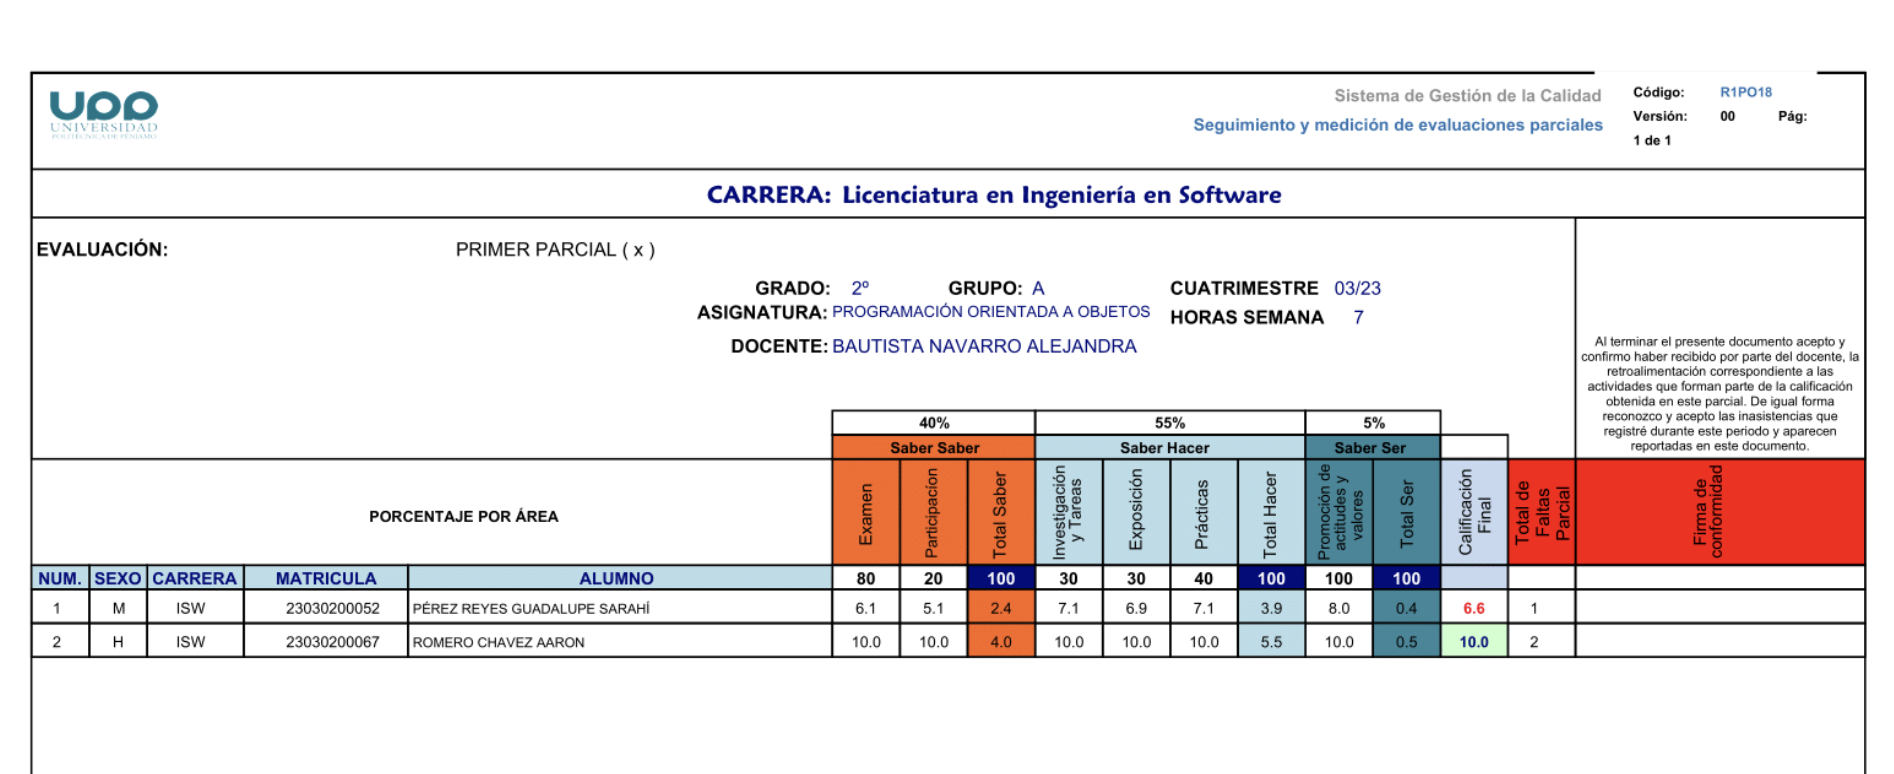 upp
UNIVERSIDAD
POLITÉCNICA DE PÉNJAMO
Sistema de Gestión de la Calidad
Seguimiento y medición de evaluaciones parciales
Código: R1PO18
Versión: 00 Pág:
1 de 1
CARRERA: Licenciatura en Ingeniería en Software
EVALUACIÓN: PRIMER PARCIAL ( x )
GRADO: 2º GRUPO: A CUATRIMESTRE 03/23
ASIGNATURA: PROGRAMACIÓN ORIENTADA A OBJETOS HORAS SEMANA 7
DOCENTE: BAUTISTA NAVARRO ALEJANDRA
Al terminar el presente documento acepto y
confirmo haber recibido por parte del docente, la
retroalimentación correspondiente a las
actividades que forman parte de la calificación
obtenida en este parcial. De igual forma
reconozco y acepto las inasistencias que
registré durante este periodo y aparecen
reportadas en este documento.
40% 55% 5%
Saber Saber Saber Hacer Saber Ser
PORCENTAJE POR ÁREA
Examen
Participacion
Total Saber
Investigación
y Tareas
Exposición
Prácticas
Total Hacer
Promoción de
actitudes y
valores
Total Ser
Calificación
Final
Total de
Faltas
Parcial
Firma de
conformidad
NUM. SEXO CARRERA MATRICULA ALUMNO 80 20 100 30 30 40 100 100 100
1 M ISW 23030200052 PÉREZ REYES GUADALUPE SARAHÍ 6.1 5.1 2.4 7.1 6.9 7.1 3.9 8.0 0.4 6.6 1
2 H ISW 23030200067 ROMERO CHAVEZ AARON 10.0 10.0 4.0 10.0 10.0 10.0 5.5 10.0 0.5 10.0 2